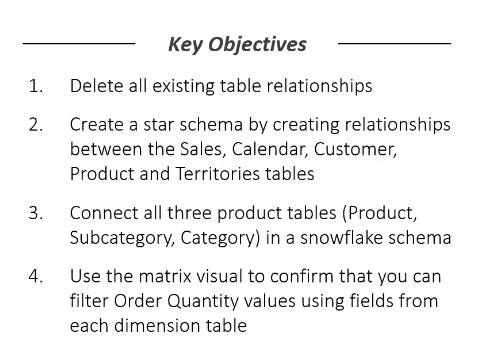 Key Objectives
1. Delete all existing table relationships
2. Create a star schema by creating relationships
between the Sales, Calendar, Customer,
Product and Territories tables
3. Connect all three product tables (Product,
Subcategory, Category) in a snowflake schema
4. Use the matrix visual to confirm that you can
filter Order Quantity values using fields from
each dimension table